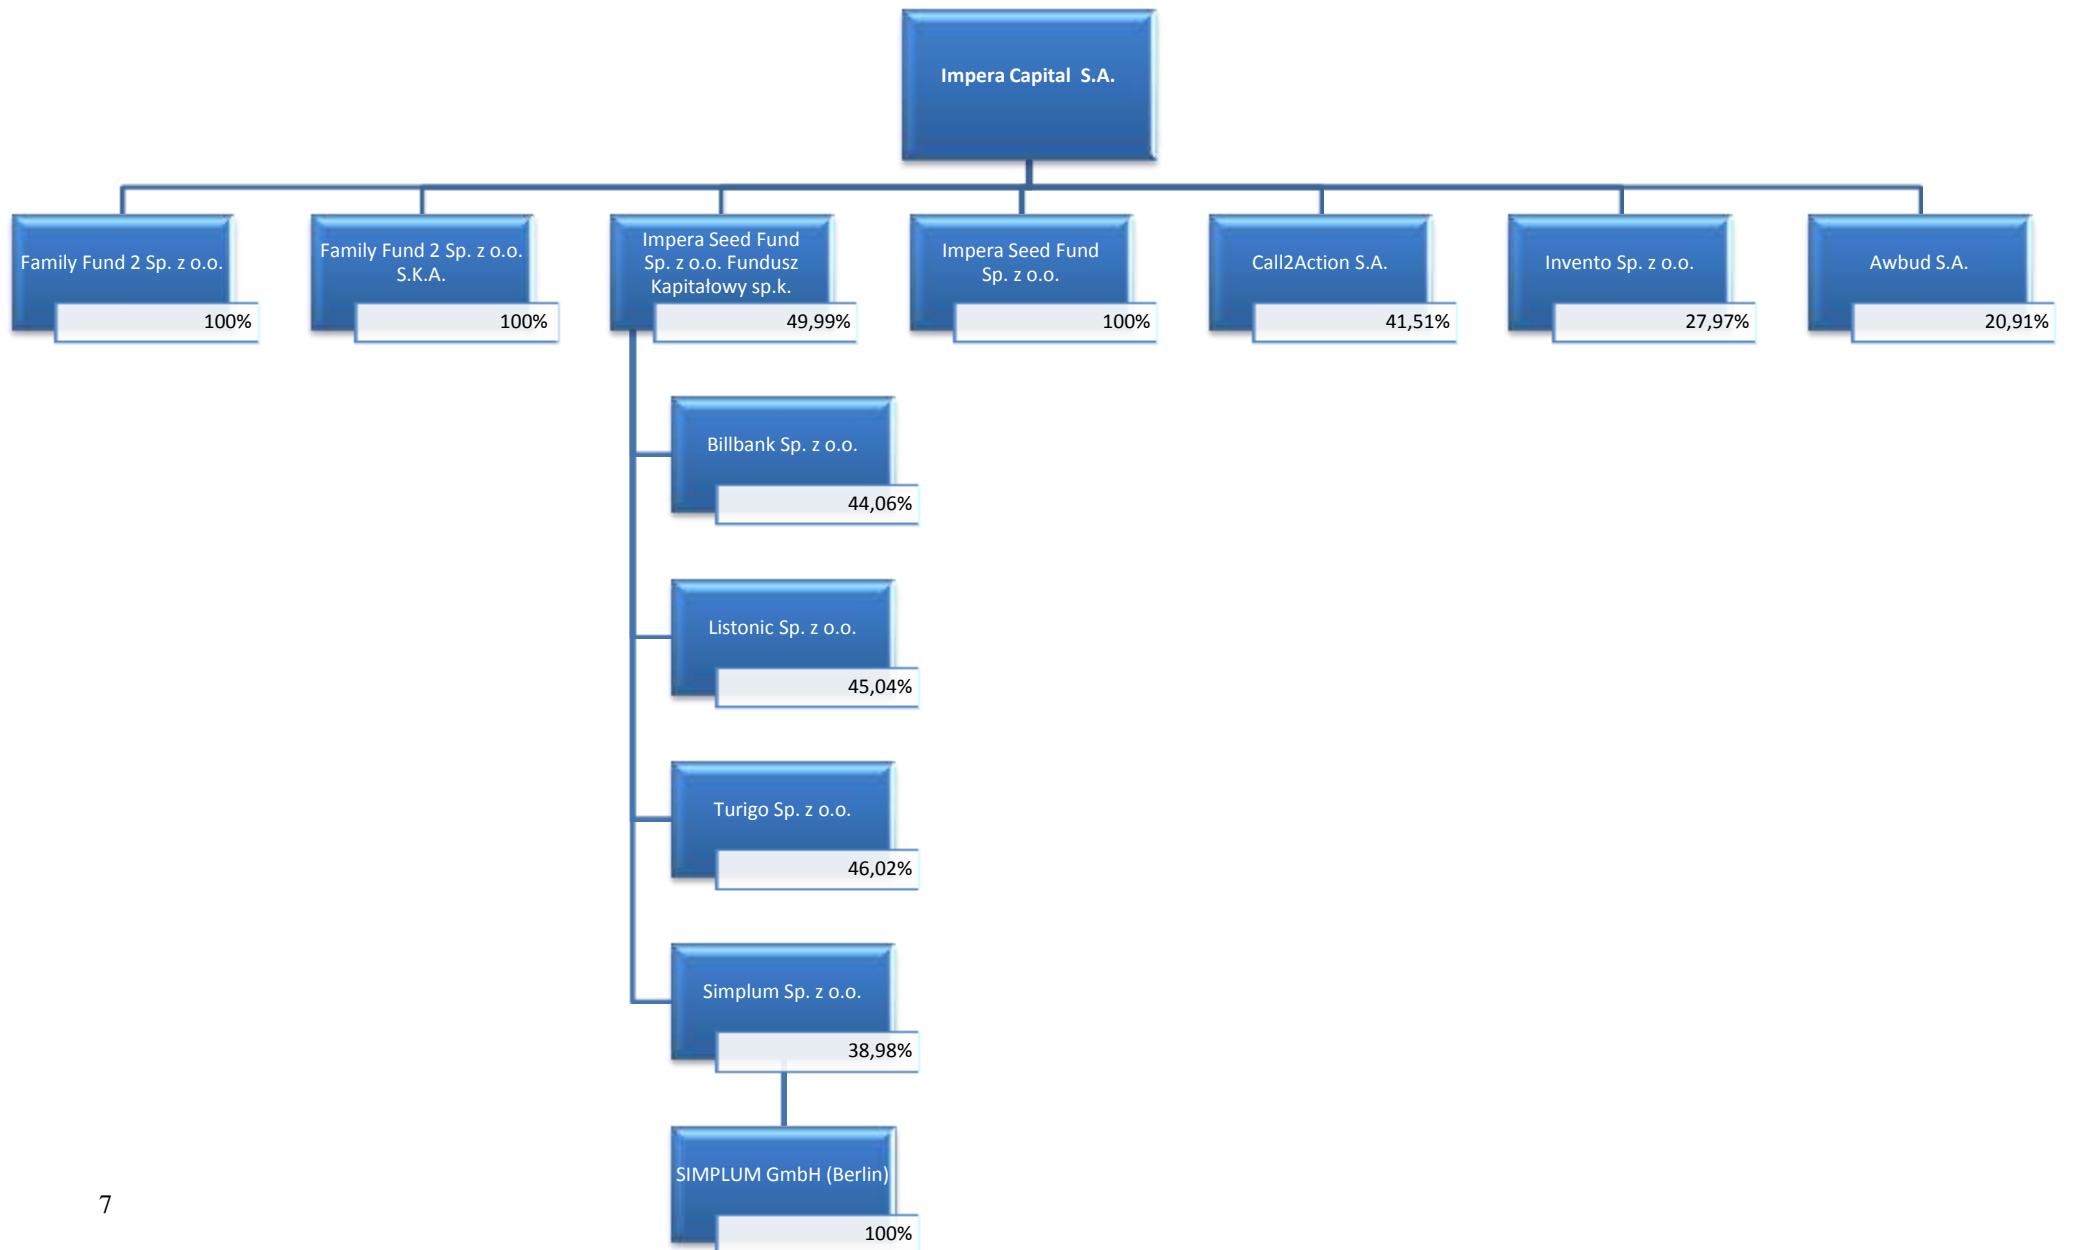 Impera Capital  S.A.
Family Fund 2 Sp. z o.o.
100%
Family Fund 2 Sp. z o.o.
S.K.A.
100%
Impera Seed Fund
Sp. z o.o. Fundusz
Kapitałowy sp.k.
49,99%
Impera Seed Fund
Sp. z o.o.
100%
Call2Action S.A.
41,51%
Invento Sp. z o.o.
27,97%
Awbud S.A.
20,91%
Billbank Sp. z o.o.
44,06%
Listonic Sp. z o.o.
45,04%
Turigo Sp. z o.o.
46,02%
Simplum Sp. z o.o.
38,98%
SIMPLUM GmbH (Berlin)
100%
7